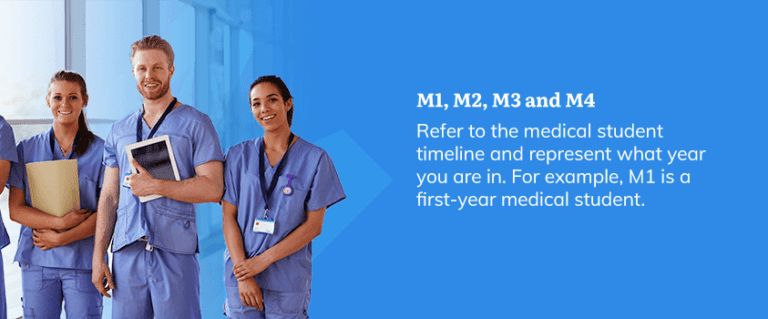 M1, M2, M3 and M4
Refer to the medical student
timeline and represent what year
you are in. For example, M1 is a
first-year medical student.